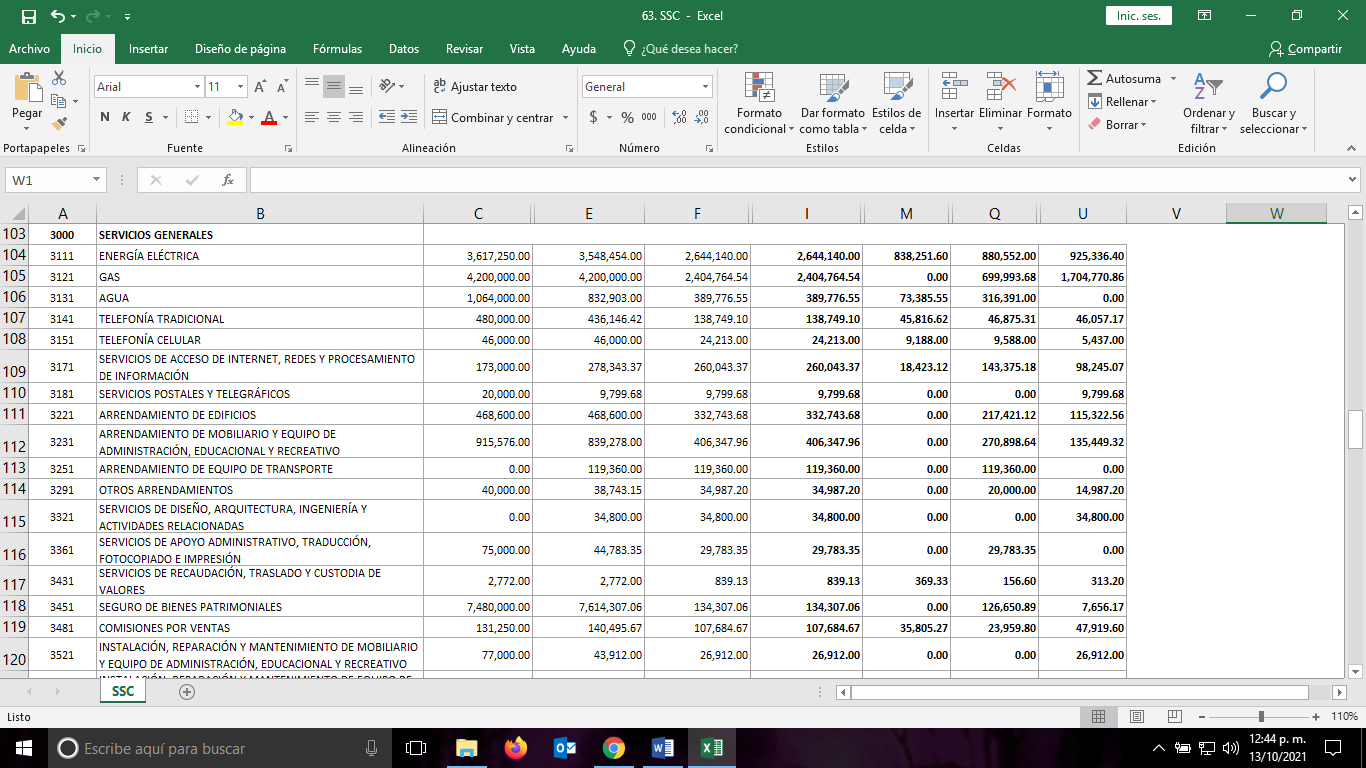 63. SSC - Excel
Inic. ses.
Archivo Inicio Insertar Diseño de página Fórmulas Datos Revisar Vista Ayuda ¿Qué desea hacer? Compartir
Pegar
Portapapeles
Arial 11
N K S
Fuente
Ajustar texto
Combinar y centrar
Alineación
General
$ % 000
Número
Formato condicional
Dar formato como tabla
Estilos de celda
Estilos
Insertar Eliminar Formato
Celdas
Autosuma
Rellenar
Borrar
Ordenar y filtrar
Buscar y seleccionar
Edición
W1 fx
A B C E F I M Q U V W
103 3000 SERVICIOS GENERALES
104 3111 ENERGÍA ELÉCTRICA 3,617,250.00 3,548,454.00 2,644,140.00 2,644,140.00 838,251.60 880,552.00 925,336.40
105 3121 GAS 4,200,000.00 4,200,000.00 2,404,764.54 2,404,764.54 0.00 699,993.68 1,704,770.86
106 3131 AGUA 1,064,000.00 832,903.00 389,776.55 389,776.55 73,385.55 316,391.00 0.00
107 3141 TELEFONÍA TRADICIONAL 480,000.00 436,146.42 138,749.10 138,749.10 45,816.62 46,875.31 46,057.17
108 3151 TELEFONÍA CELULAR 46,000.00 46,000.00 24,213.00 24,213.00 9,188.00 9,588.00 5,437.00
109 3171 SERVICIOS DE ACCESO DE INTERNET, REDES Y PROCESAMIENTO
DE INFORMACIÓN 173,000.00 278,343.37 260,043.37 260,043.37 18,423.12 143,375.18 98,245.07
110 3181 SERVICIOS POSTALES Y TELEGRÁFICOS 20,000.00 9,799.68 9,799.68 9,799.68 0.00 0.00 9,799.68
111 3221 ARRENDAMIENTO DE EDIFICIOS 468,600.00 468,600.00 332,743.68 332,743.68 0.00 217,421.12 115,322.56
112 3231 ARRENDAMIENTO DE MOBILIARIO Y EQUIPO DE
ADMINISTRACIÓN, EDUCACIONAL Y RECREATIVO 915,576.00 839,278.00 406,347.96 406,347.96 0.00 270,898.64 135,449.32
113 3251 ARRENDAMIENTO DE EQUIPO DE TRANSPORTE 0.00 119,360.00 119,360.00 119,360.00 0.00 119,360.00 0.00
114 3291 OTROS ARRENDAMIENTOS 40,000.00 38,743.15 34,987.20 34,987.20 0.00 20,000.00 14,987.20
115 3321 SERVICIOS DE DISEÑO, ARQUITECTURA, INGENIERÍA Y
ACTIVIDADES RELACIONADAS 0.00 34,800.00 34,800.00 34,800.00 0.00 0.00 34,800.00
116 3361 SERVICIOS DE APOYO ADMINISTRATIVO, TRADUCCIÓN,
FOTOCOPIADO E IMPRESIÓN 75,000.00 44,783.35 29,783.35 29,783.35 0.00 29,783.35 0.00
117 3431 SERVICIOS DE RECAUDACIÓN, TRASLADO Y CUSTODIA DE
VALORES 2,772.00 2,772.00 839.13 839.13 369.33 156.60 313.20
118 3451 SEGURO DE BIENES PATRIMONIALES 7,480,000.00 7,614,307.06 134,307.06 134,307.06 0.00 126,650.89 7,656.17
119 3481 COMISIONES POR VENTAS 131,250.00 140,495.67 107,684.67 107,684.67 35,805.27 23,959.80 47,919.60
120 3521 INSTALACIÓN, REPARACIÓN Y MANTENIMIENTO DE MOBILIARIO
Y EQUIPO DE ADMINISTRACIÓN, EDUCACIONAL Y RECREATIVO 77,000.00 43,912.00 26,912.00 26,912.00 0.00 0.00 26,912.00
INSTALACIÓN, REPARACIÓN Y MANTENIMIENTO DE EQUIPO DE
SSC
Listo 110%
Escribe aquí para buscar
12:44 p. m.
13/10/2021